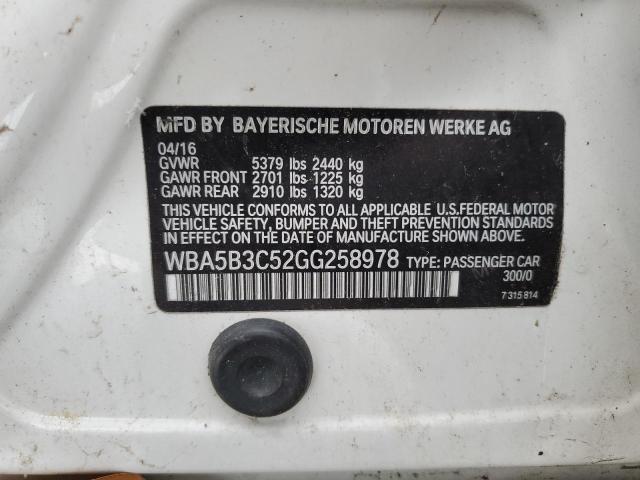 MFD BY BAYERISCHE MOTOREN WERKE AG
04/16
GVWR 5379 lbs 2440 kg
GAWR FRONT 2701 lbs 1225 kg
GAWR REAR 2910 lbs 1320 kg
THIS VEHICLE CONFORMS TO ALL APPLICABLE U.S.FEDERAL MOTOR
VEHICLE SAFETY, BUMPER AND THEFT PREVENTION STANDARDS
IN EFFECT ON THE DATE OF MANUFACTURE SHOWN ABOVE.
WBA5B3C52GG258978 TYPE: PASSENGER CAR
300/0
7315814